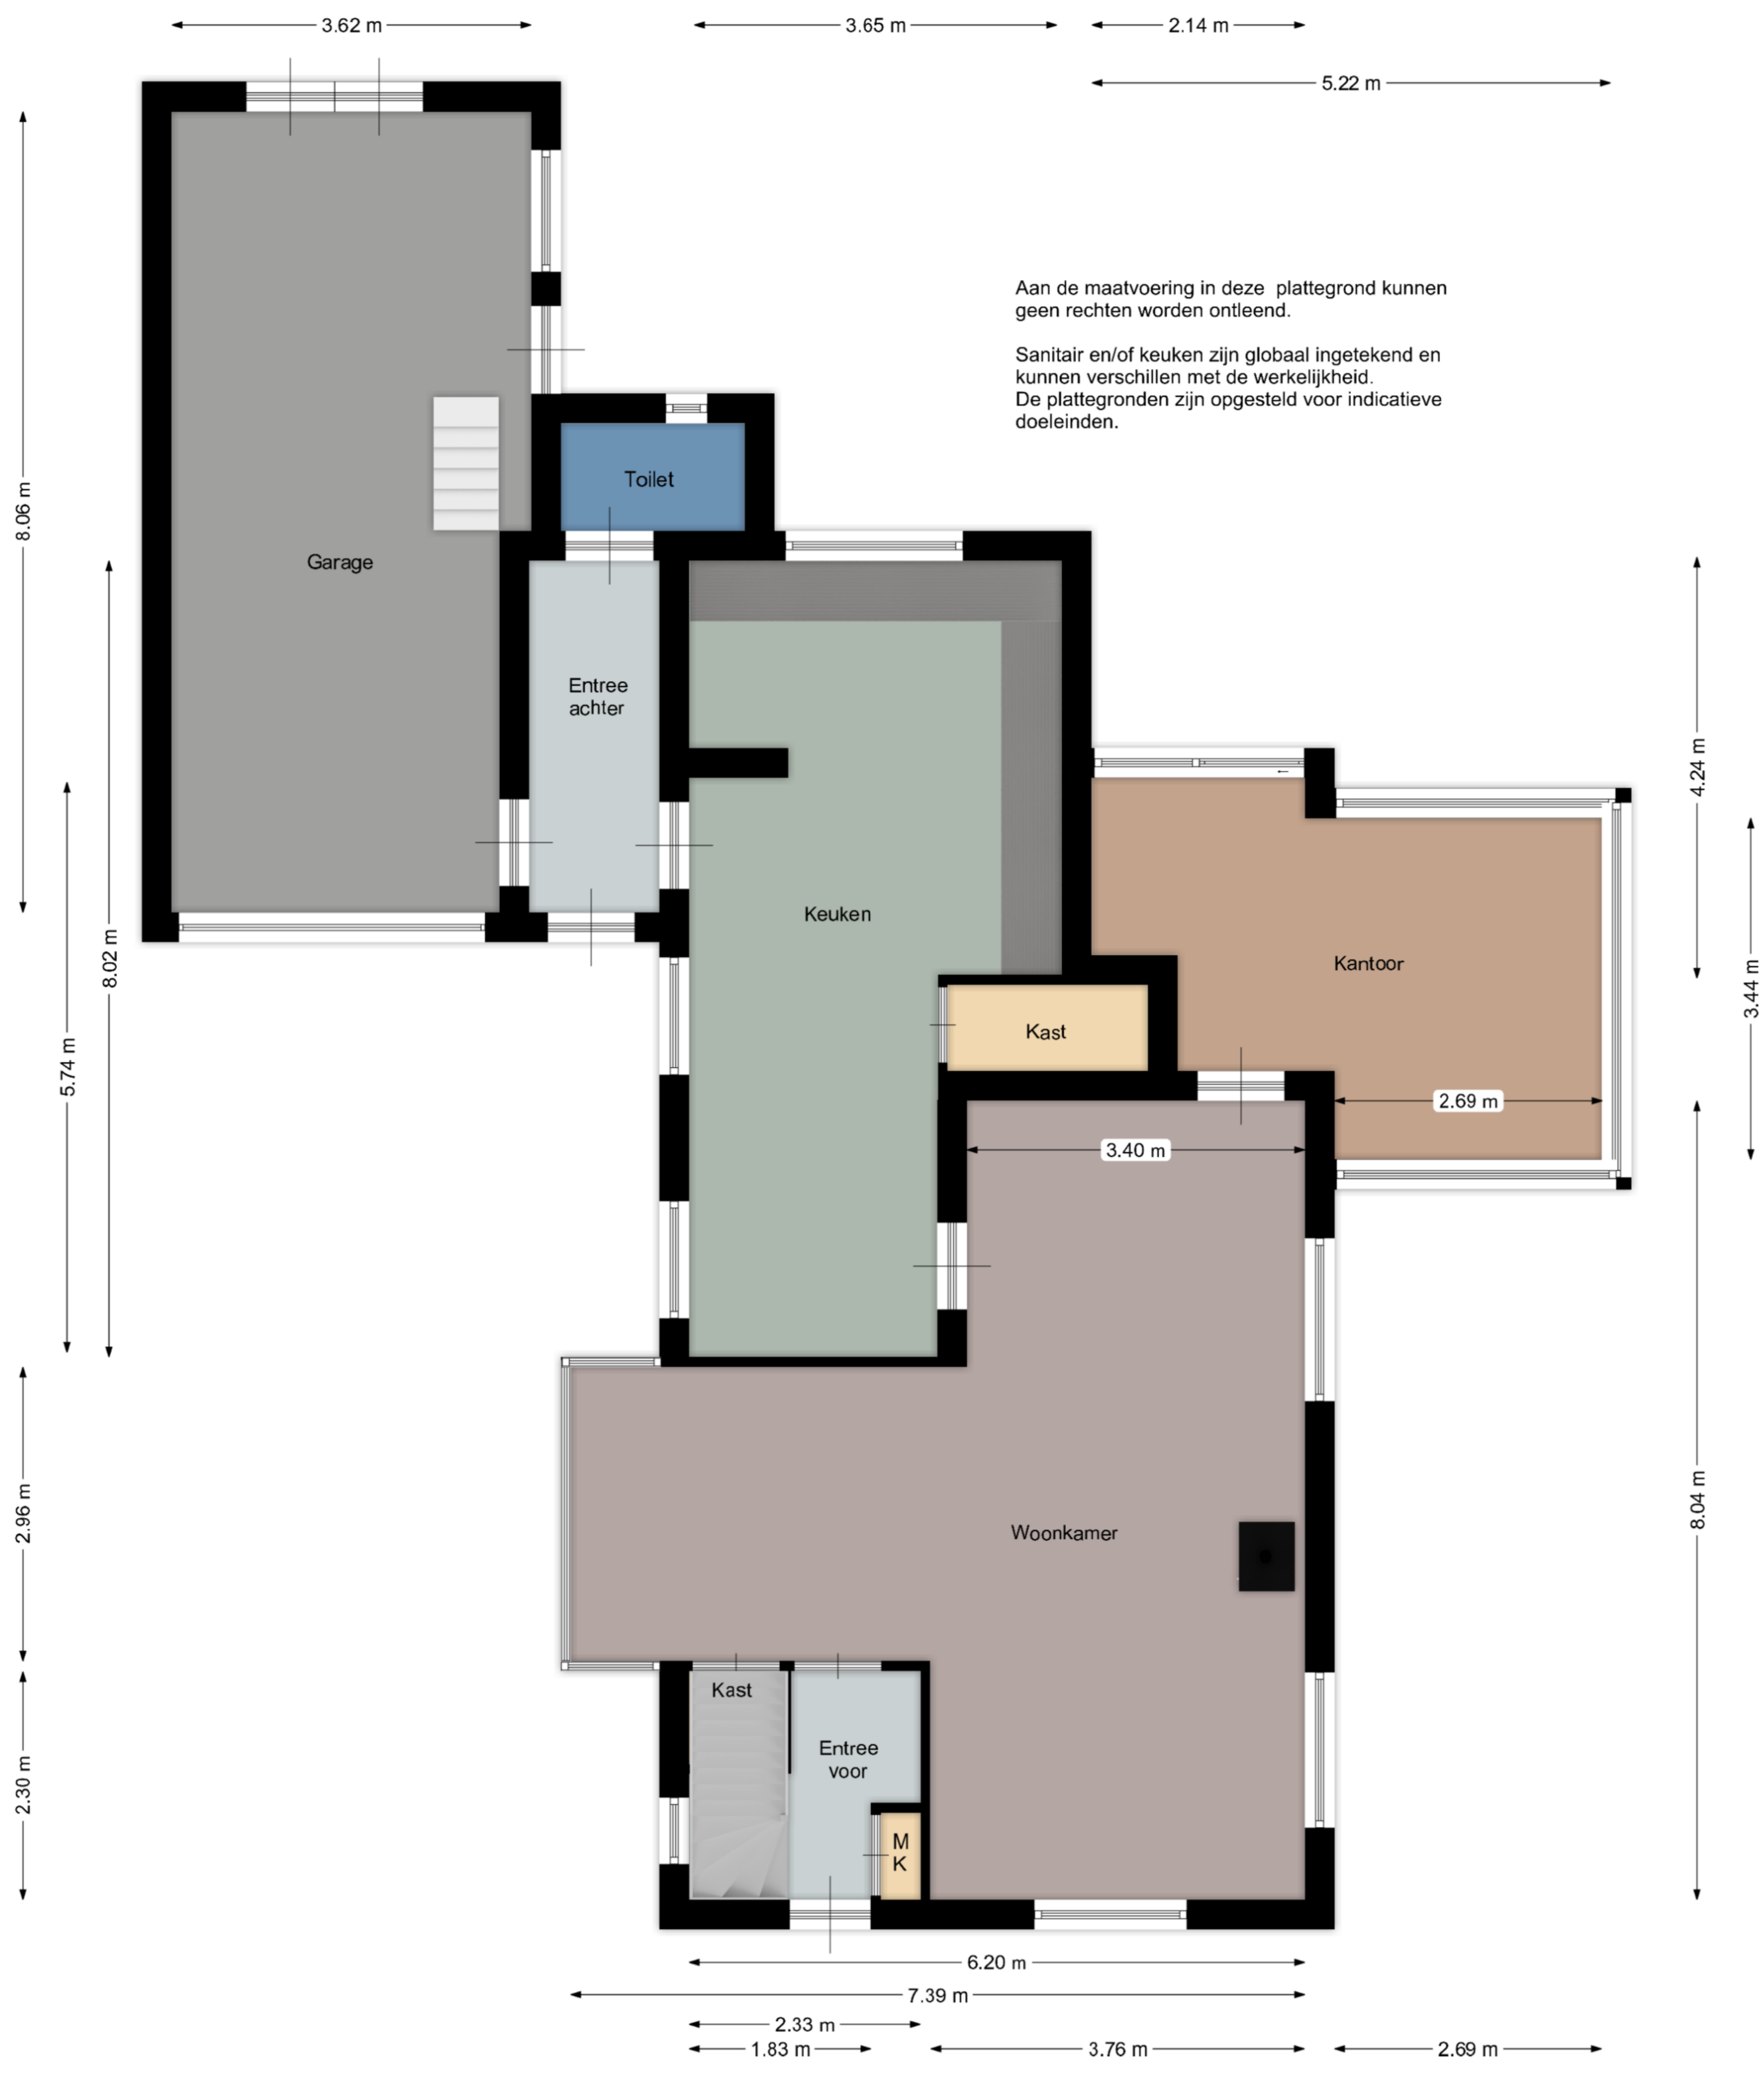 3.62 m
3.65 m
2.14 m
5.22 m
Aan de maatvoering in deze plattegrond kunnen
geen rechten worden ontleend.
Sanitair en/of keuken zijn globaal ingetekend en
kunnen verschillen met de werkelijkheid.
De plattegronden zijn opgesteld voor indicatieve
doeleinden.
Toilet
8.06 m
Garage
Entree
achter
4.24 m
Keuken
8.02 m
Kantoor
3.44 m
Kast
5.74 m
2.69 m
3.40 m
2.96 m
8.04 m
Woonkamer
Kast
Entree
voor
2.30 m
M
K
6.20 m
7.39 m
2.33 m
1.83 m
3.76 m
2.69 m